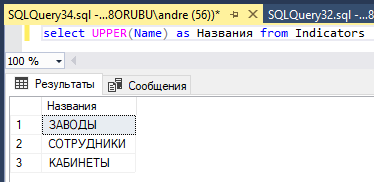 SQLQuery34.sql -...8ORUBU\andre (56))* SQLQuery32.sql -...8
select UPPER(Name) as Названия from Indicators
100 %
Результаты Сообщения
Названия
1 ЗАВОДЫ
2 СОТРУДНИКИ
3 КАБИНЕТЫ